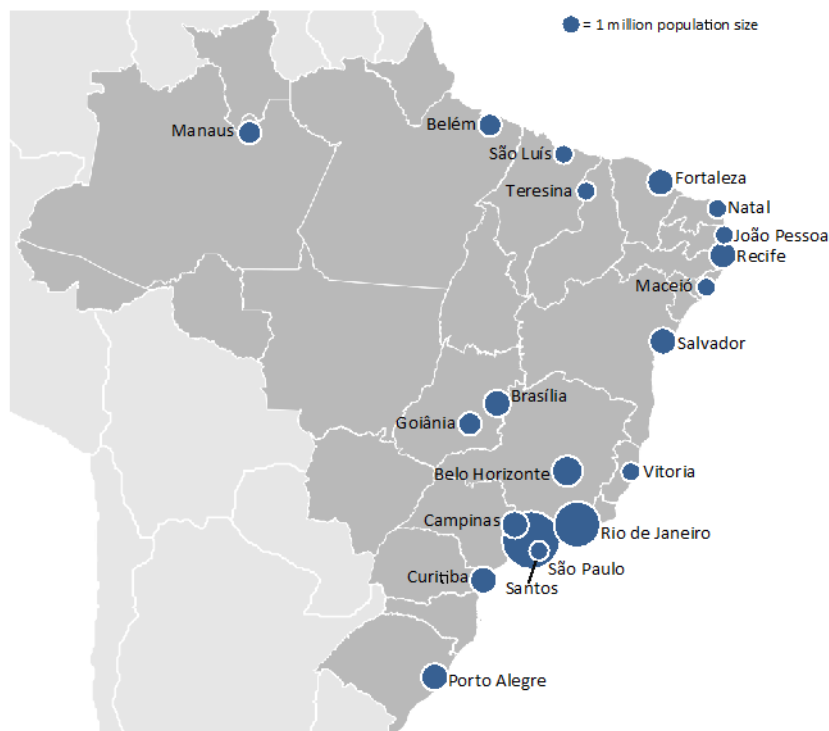 = 1 million population size
Manaus
Belém
São Luís
Teresina
Fortaleza
Natal
João Pessoa
Recife
Maceió
Salvador
Brasília
Goiânia
Belo Horizonte
Vitoria
Campinas
Rio de Janeiro
São Paulo
Curitiba
Santos
Porto Alegre